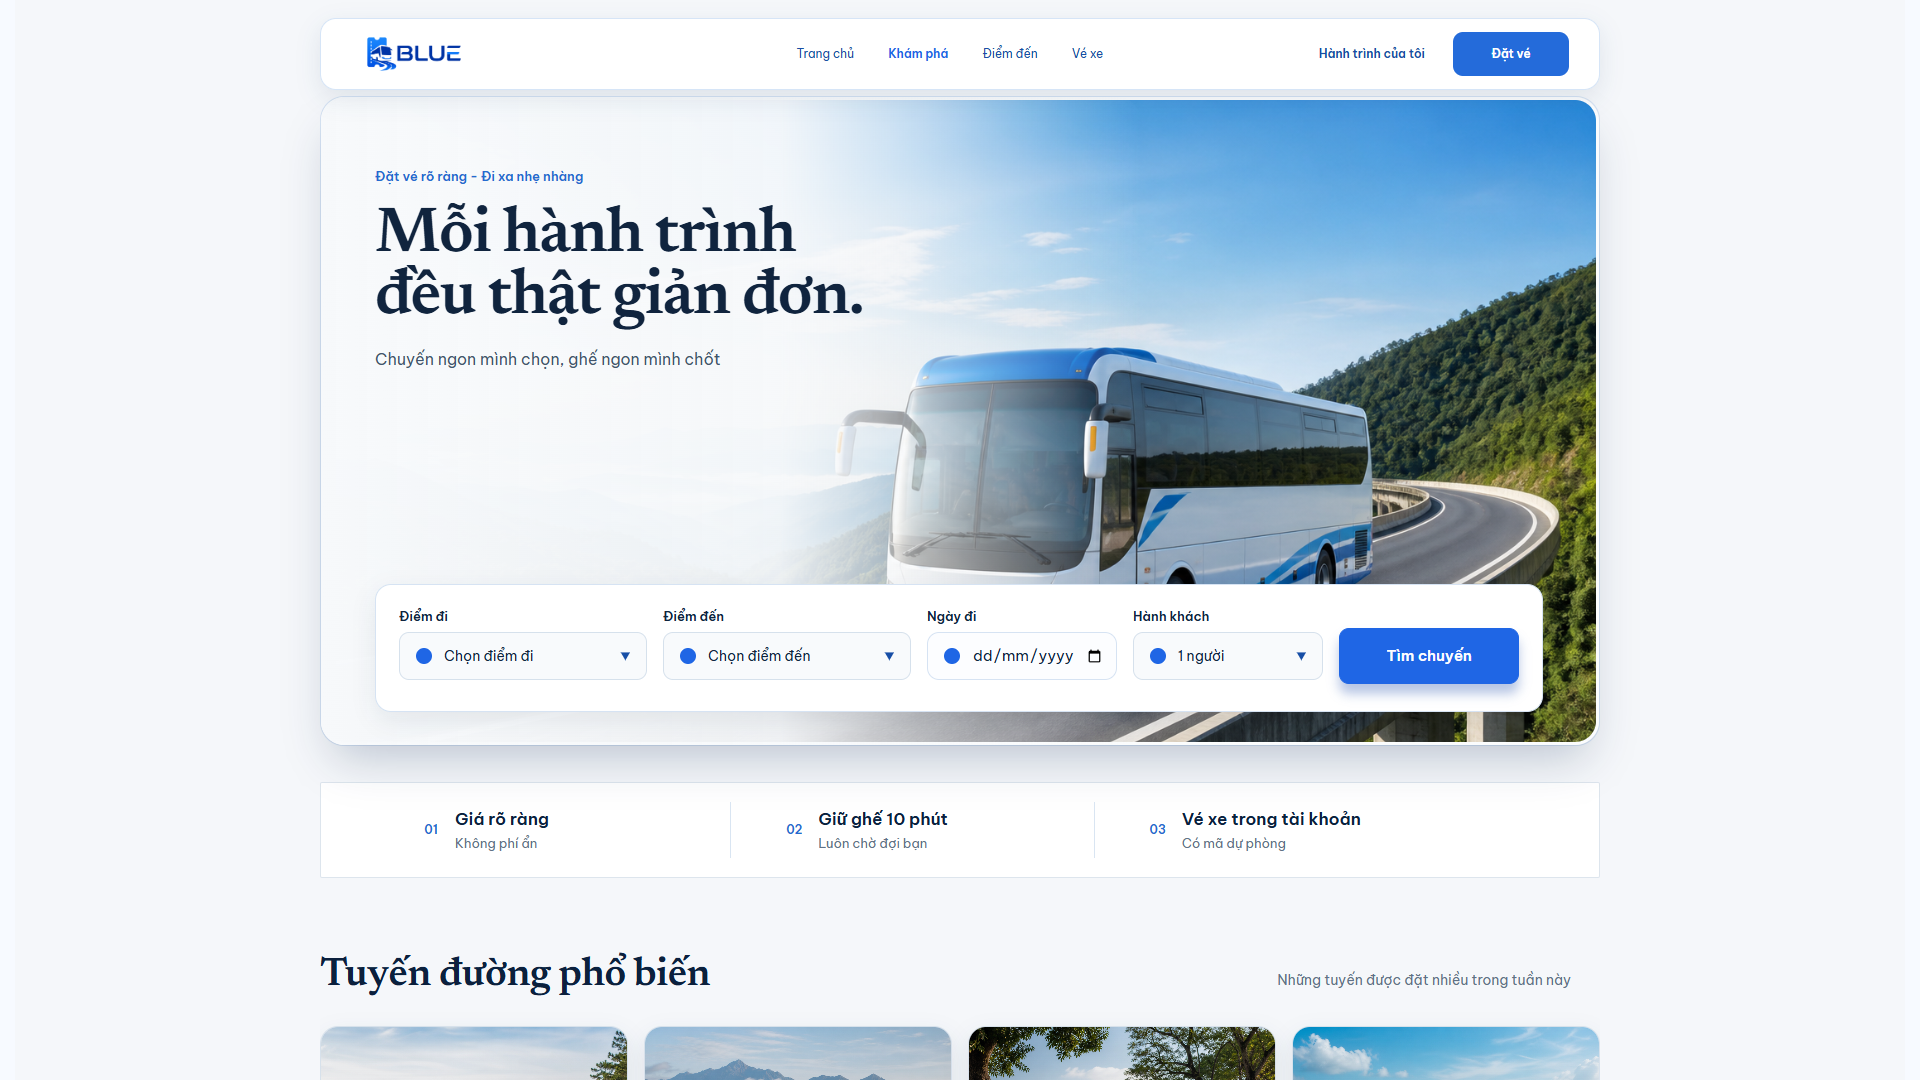 BLUE
Trang chủ
Khám phá
Điểm đến
Vé xe
Hành trình của tôi
Đặt vé
Đặt vé rõ ràng - Đi xa nhẹ nhàng
Mỗi hành trình
đều thật giản đơn.
Chuyến ngon mình chọn, ghế ngon mình chốt
Điểm đi
Chọn điểm đi
Điểm đến
Chọn điểm đến
Ngày đi
dd/mm/yyyy
Hành khách
1 người
Tìm chuyến
01
Giá rõ ràng
Không phí ẩn
02
Giữ ghế 10 phút
Luôn chờ đợi bạn
03
Vé xe trong tài khoản
Có mã dự phòng
Tuyến đường phổ biến
Những tuyến được đặt nhiều trong tuần này